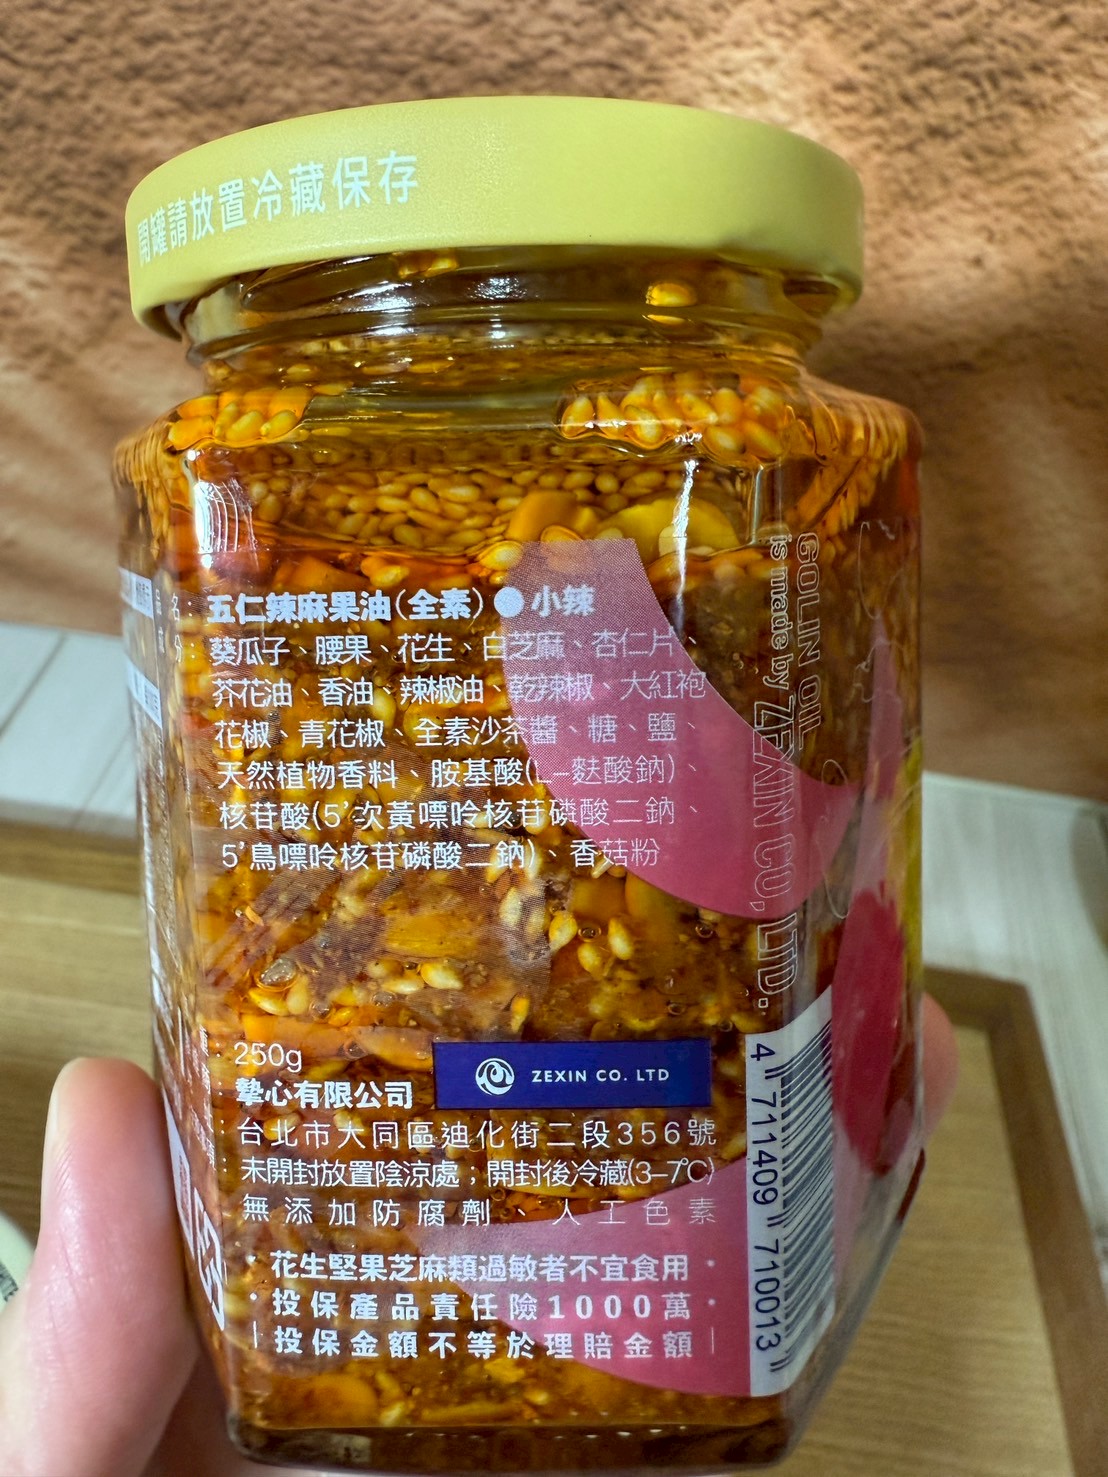 開罐請放置冷藏保存
品名：五仁辣麻果油（全素）●小辣
成分：葵瓜子、腰果、花生、白芝麻、杏仁片、
芥花油、香油、辣椒油、乾辣椒、大紅袍
花椒、青花椒、全素沙茶醬、糖、鹽、
天然植物香料、胺基酸(L-麩酸鈉)、
核苷酸(5’次黃嘌呤核苷磷酸二鈉、
5’鳥嘌呤核苷磷酸二鈉)、香菇粉
250g
摯心有限公司
ZEXIN CO. LTD
台北市大同區迪化街二段356號
未開封放置陰涼處；開封後冷藏(3–7℃)
無添加防腐劑、人工色素
花生堅果芝麻類過敏者不宜食用
投保產品責任險1000萬
投保金額不等於理賠金額
GOLIN OIL
is made by ZEXIN CO, LTD.
4 711409 710013